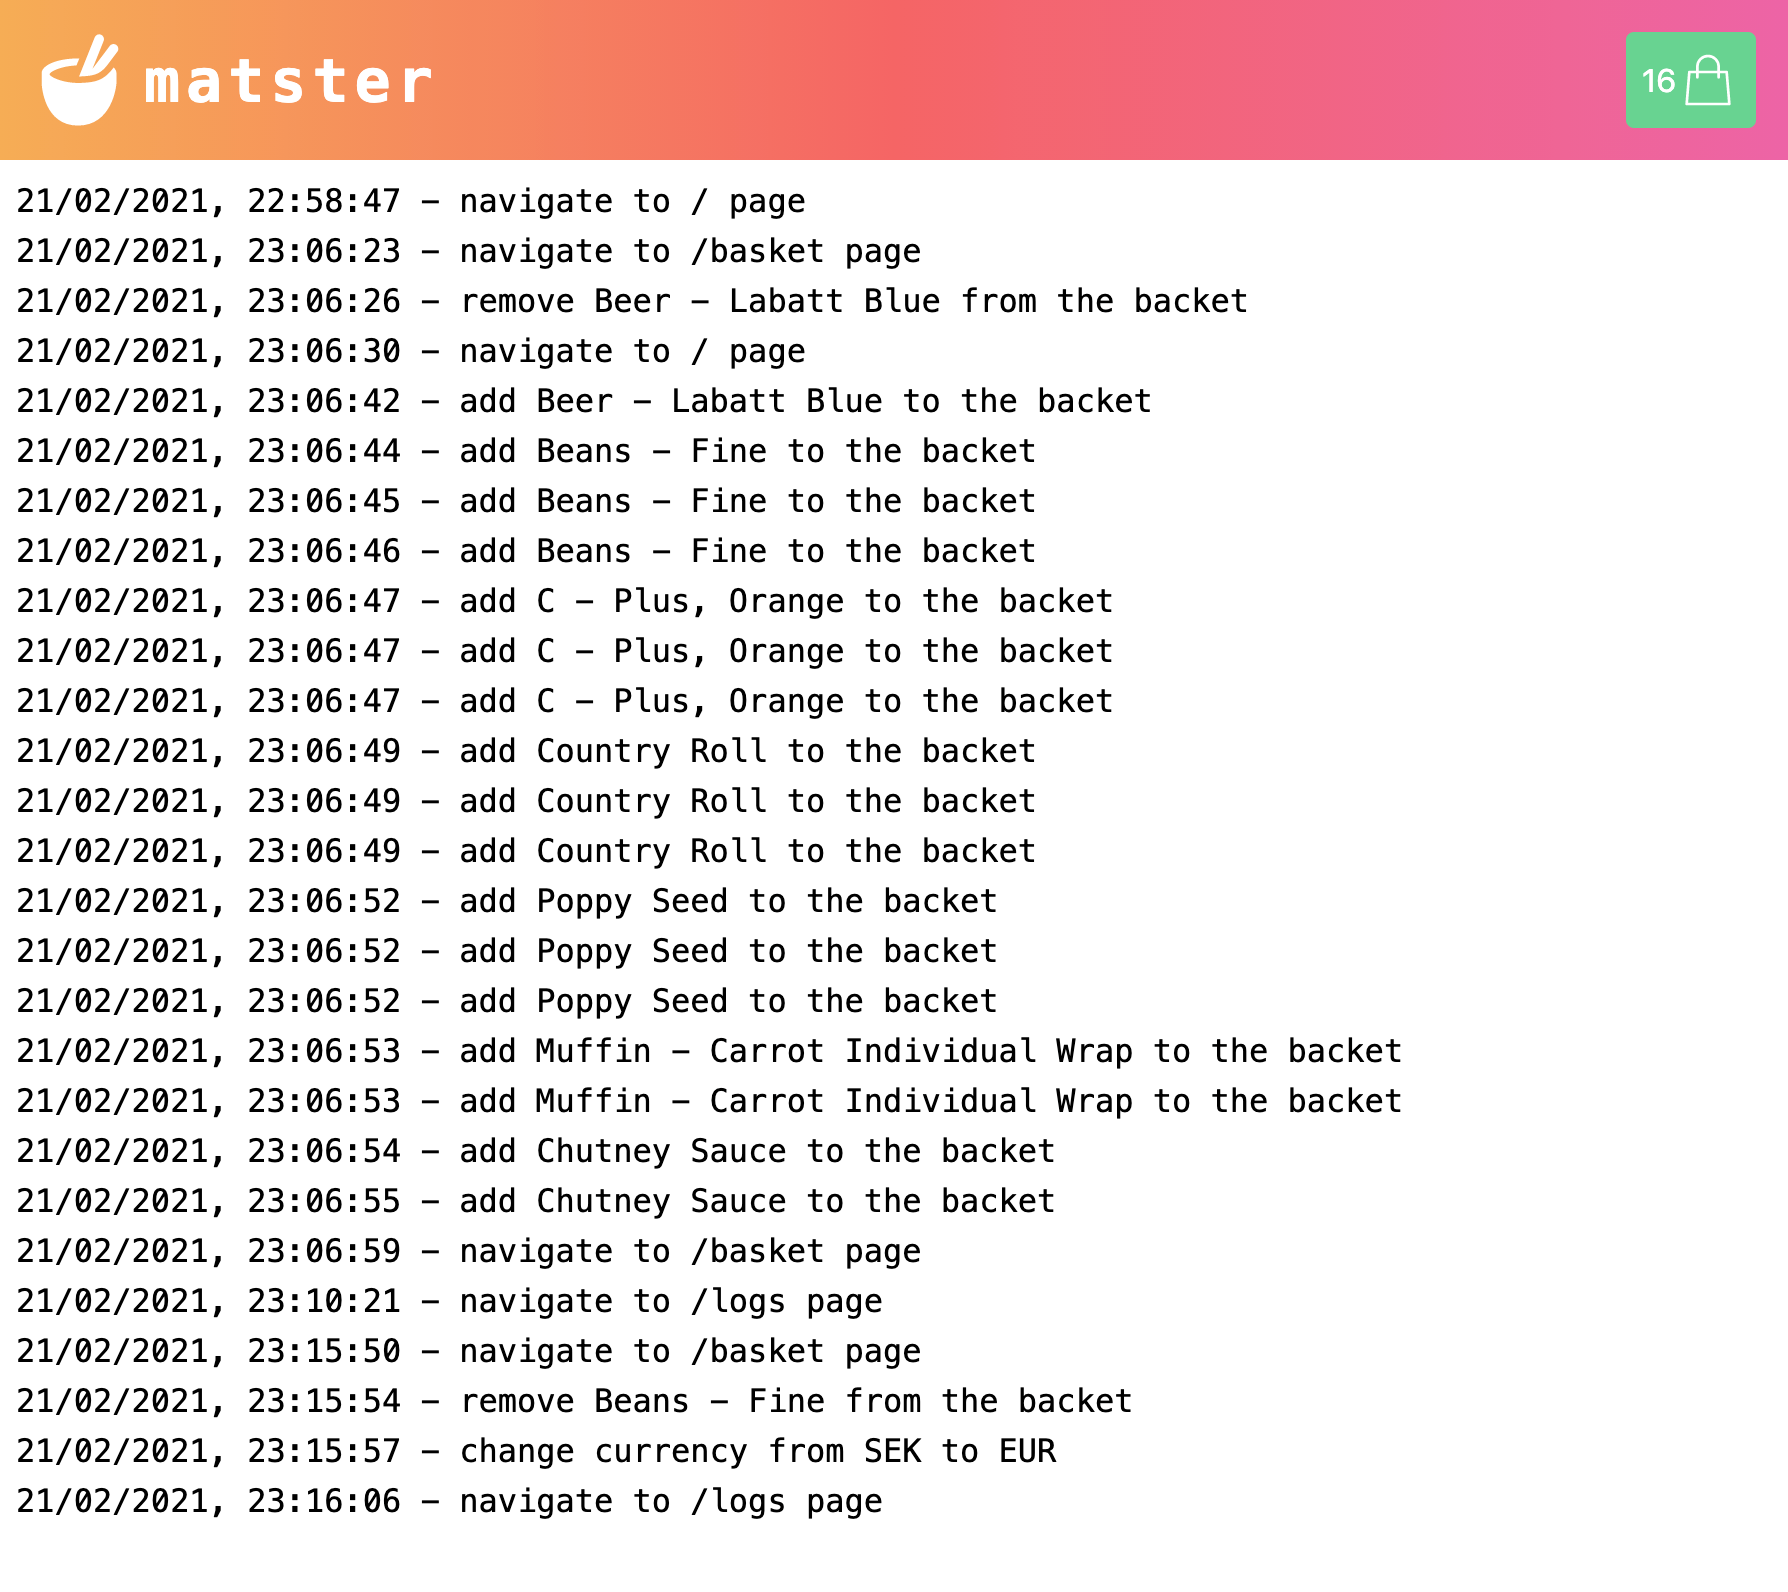 matster
16
21/02/2021, 22:58:47 - navigate to / page
21/02/2021, 23:06:23 - navigate to /basket page
21/02/2021, 23:06:26 - remove Beer - Labatt Blue from the backet
21/02/2021, 23:06:30 - navigate to / page
21/02/2021, 23:06:42 - add Beer - Labatt Blue to the backet
21/02/2021, 23:06:44 - add Beans - Fine to the backet
21/02/2021, 23:06:45 - add Beans - Fine to the backet
21/02/2021, 23:06:46 - add Beans - Fine to the backet
21/02/2021, 23:06:47 - add C - Plus, Orange to the backet
21/02/2021, 23:06:47 - add C - Plus, Orange to the backet
21/02/2021, 23:06:47 - add C - Plus, Orange to the backet
21/02/2021, 23:06:49 - add Country Roll to the backet
21/02/2021, 23:06:49 - add Country Roll to the backet
21/02/2021, 23:06:49 - add Country Roll to the backet
21/02/2021, 23:06:52 - add Poppy Seed to the backet
21/02/2021, 23:06:52 - add Poppy Seed to the backet
21/02/2021, 23:06:52 - add Poppy Seed to the backet
21/02/2021, 23:06:53 - add Muffin - Carrot Individual Wrap to the backet
21/02/2021, 23:06:53 - add Muffin - Carrot Individual Wrap to the backet
21/02/2021, 23:06:54 - add Chutney Sauce to the backet
21/02/2021, 23:06:55 - add Chutney Sauce to the backet
21/02/2021, 23:06:59 - navigate to /basket page
21/02/2021, 23:10:21 - navigate to /logs page
21/02/2021, 23:15:50 - navigate to /basket page
21/02/2021, 23:15:54 - remove Beans - Fine from the backet
21/02/2021, 23:15:57 - change currency from SEK to EUR
21/02/2021, 23:16:06 - navigate to /logs page